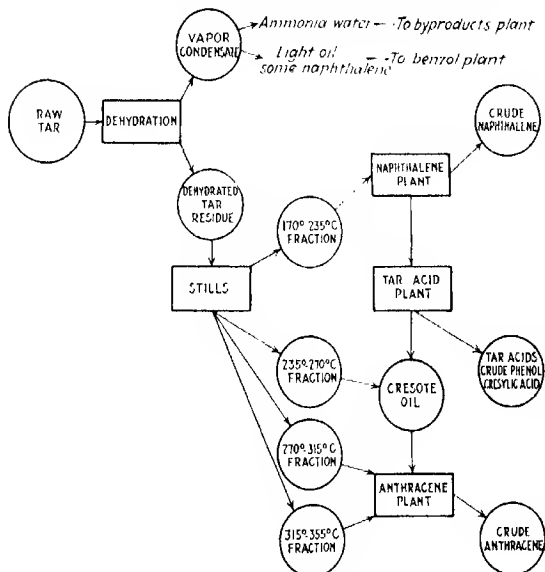 VAPOR
CONDENSATE
Ammonia water - - To byproducts plant
Light oil
some naphthalene - - To benzol plant
RAW
TAR
DEHYDRATION
CRUDE
NAPHTHALENE
NAPHTHALENE
PLANT
DEHYDRATED
TAR
RESIDUE
170°-235°C
FRACTION
STILLS
TAR ACID
PLANT
235°-270°C
FRACTION
CRESOTE
OIL
TAR ACIDS
CRUDE PHENOL
CRESYLIC ACID
270°-315°C
FRACTION
ANTHRACENE
PLANT
315°-355°C
FRACTION
CRUDE
ANTHRACENE